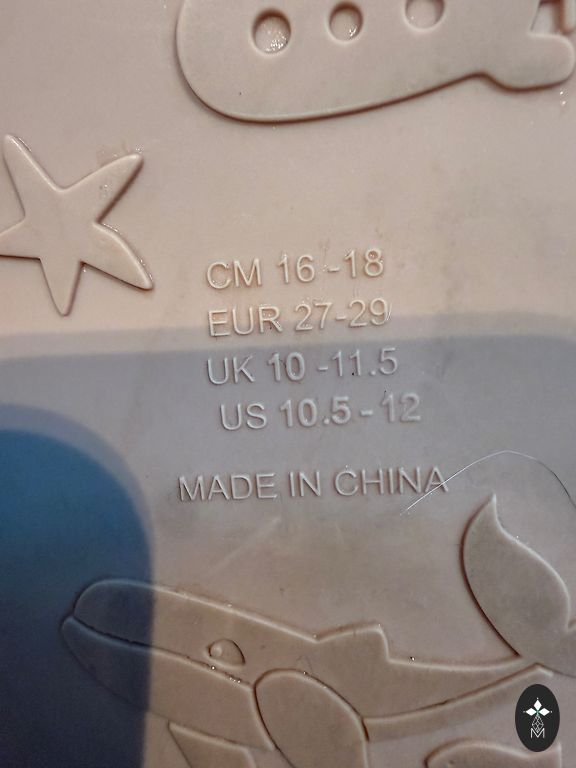 CM 16-18
EUR 27-29
UK 10-11.5
US 10.5-12
MADE IN CHINA
M